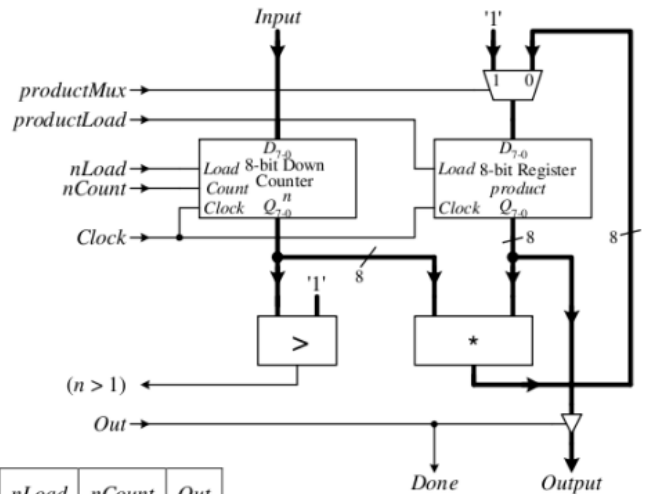 Input
'1'
1 0
productMux
productLoad
D7-0
Load 8-bit Down
Counter
n
Count
Clock Q7-0
D7-0
Load 8-bit Register
product
Clock Q7-0
nLoad
nCount
Clock
8
8
8
'1'
>
*
(n > 1)
Out
Done
Output
nLoad nCount Out